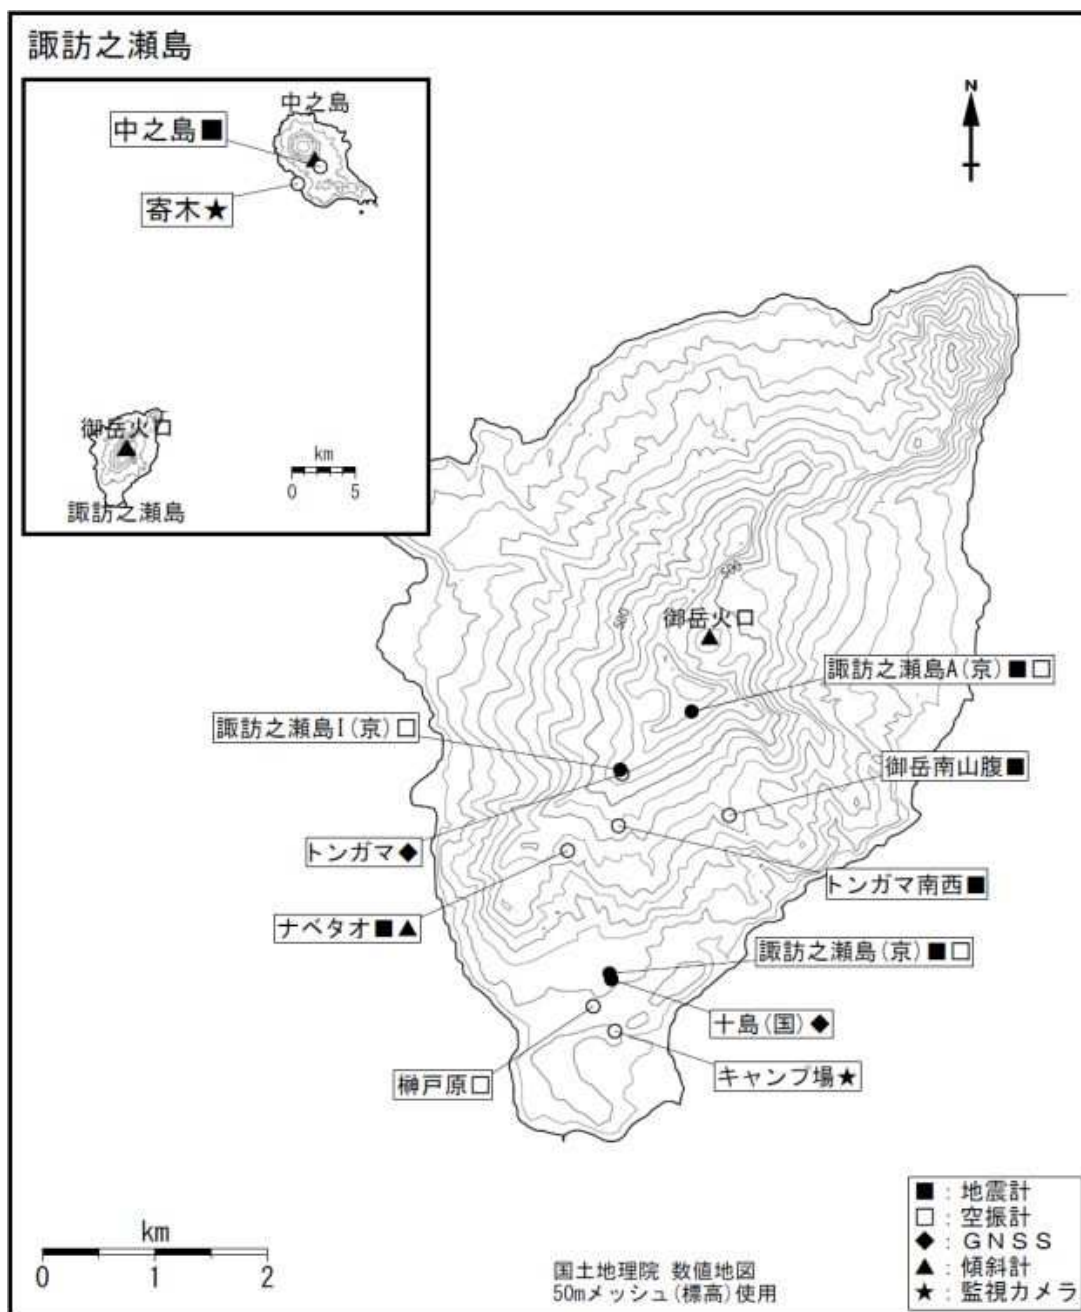 諏訪之瀬島
中之島
中之島■
寄木★
御岳火口
諏訪之瀬島
km
0 5
N
500
500
御岳火口
諏訪之瀬島A(京)■□
諏訪之瀬島I(京)□
御岳南山腹■
トンガマ◆
トンガマ南西■
ナベタオ■▲
諏訪之瀬島(京)■□
十島(国)◆
榊戸原□
キャンプ場★
km
0 1 2
国土地理院 数値地図
50mメッシュ(標高)使用
■:地震計
□:空振計
◆:GNSS
▲:傾斜計
★:監視カメラ